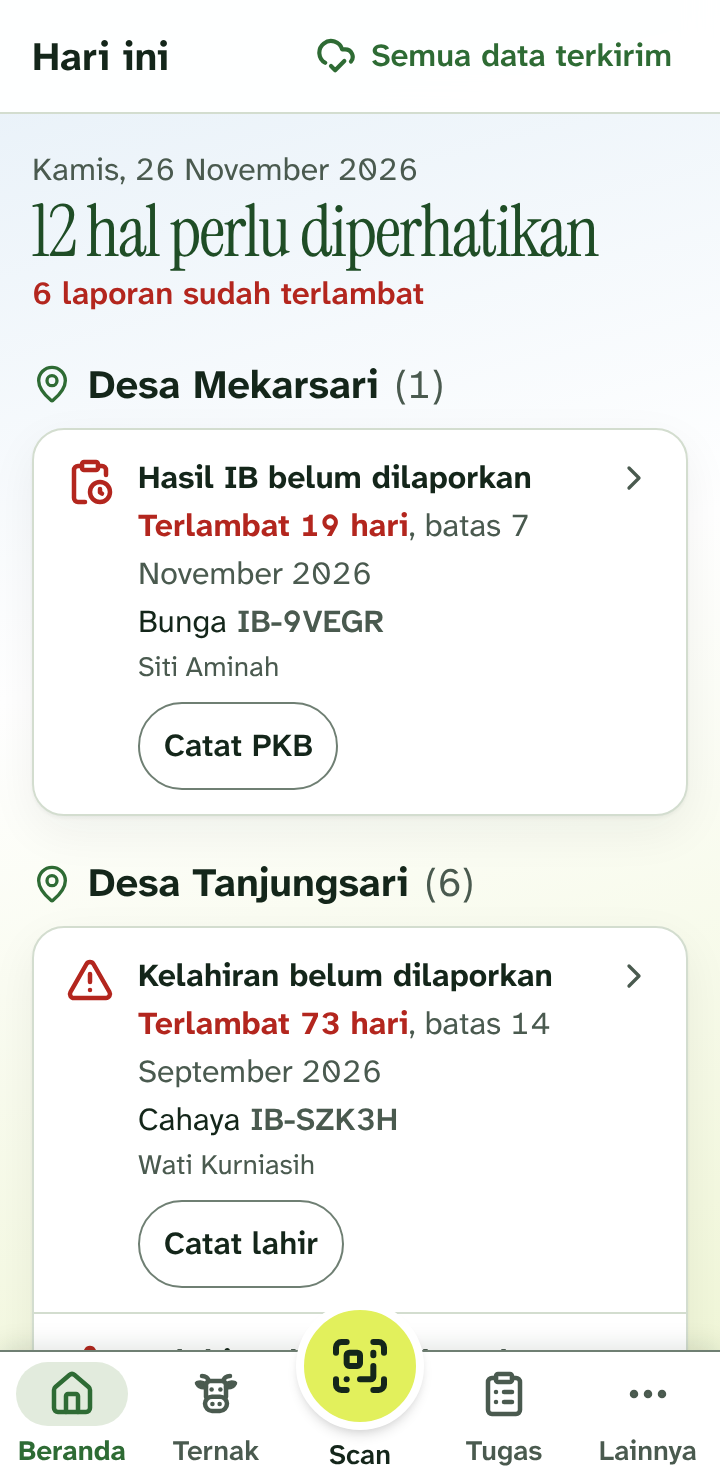 Hari ini
Semua data terkirim
Kamis, 26 November 2026
12 hal perlu diperhatikan
6 laporan sudah terlambat
Desa Mekarsari (1)
Hasil IB belum dilaporkan
Terlambat 19 hari, batas 7
November 2026
Bunga IB-9VEGR
Siti Aminah
Catat PKB
Desa Tanjungsari (6)
Kelahiran belum dilaporkan
Terlambat 73 hari, batas 14
September 2026
Cahaya IB-SZK3H
Wati Kurniasih
Catat lahir
Beranda
Ternak
Scan
Tugas
Lainnya